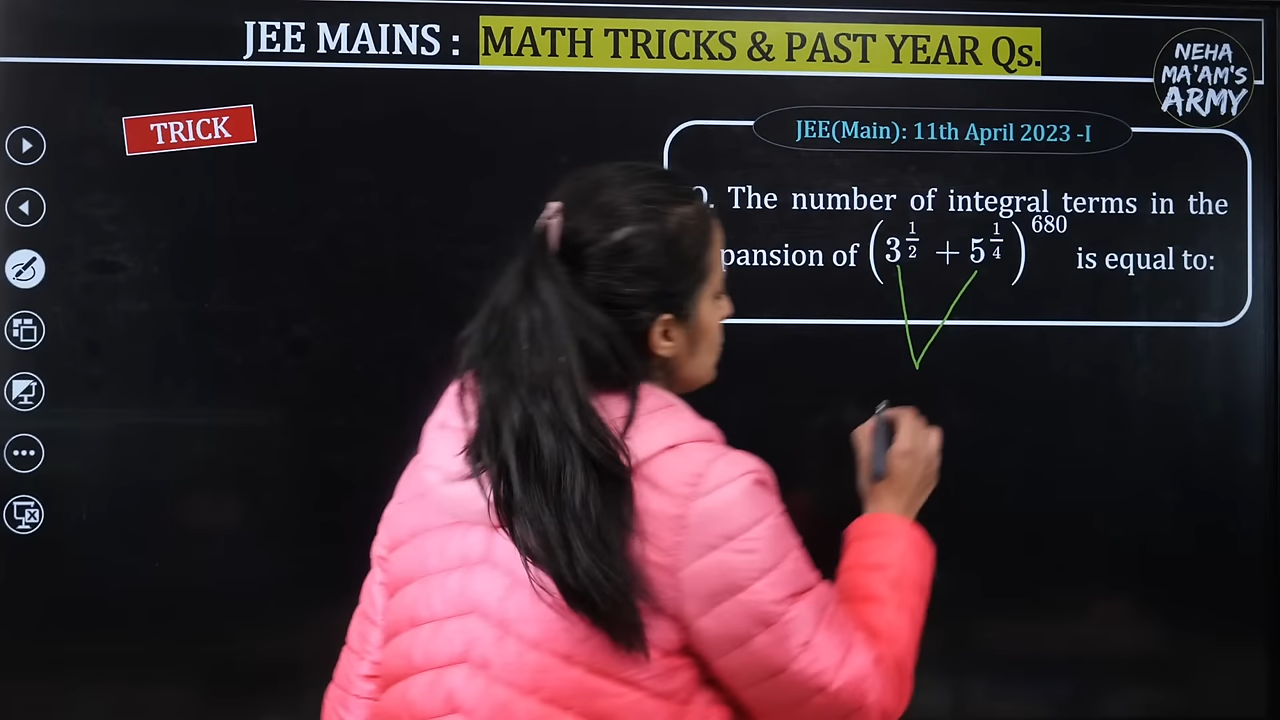 JEE MAINS : MATH TRICKS & PAST YEAR Qs.
NEHA
MA'AM'S
ARMY
TRICK
JEE(Main): 11th April 2023 -I
The number of integral terms in the
pansion of (3^{1/2} + 5^{1/4})^{680} is equal to: